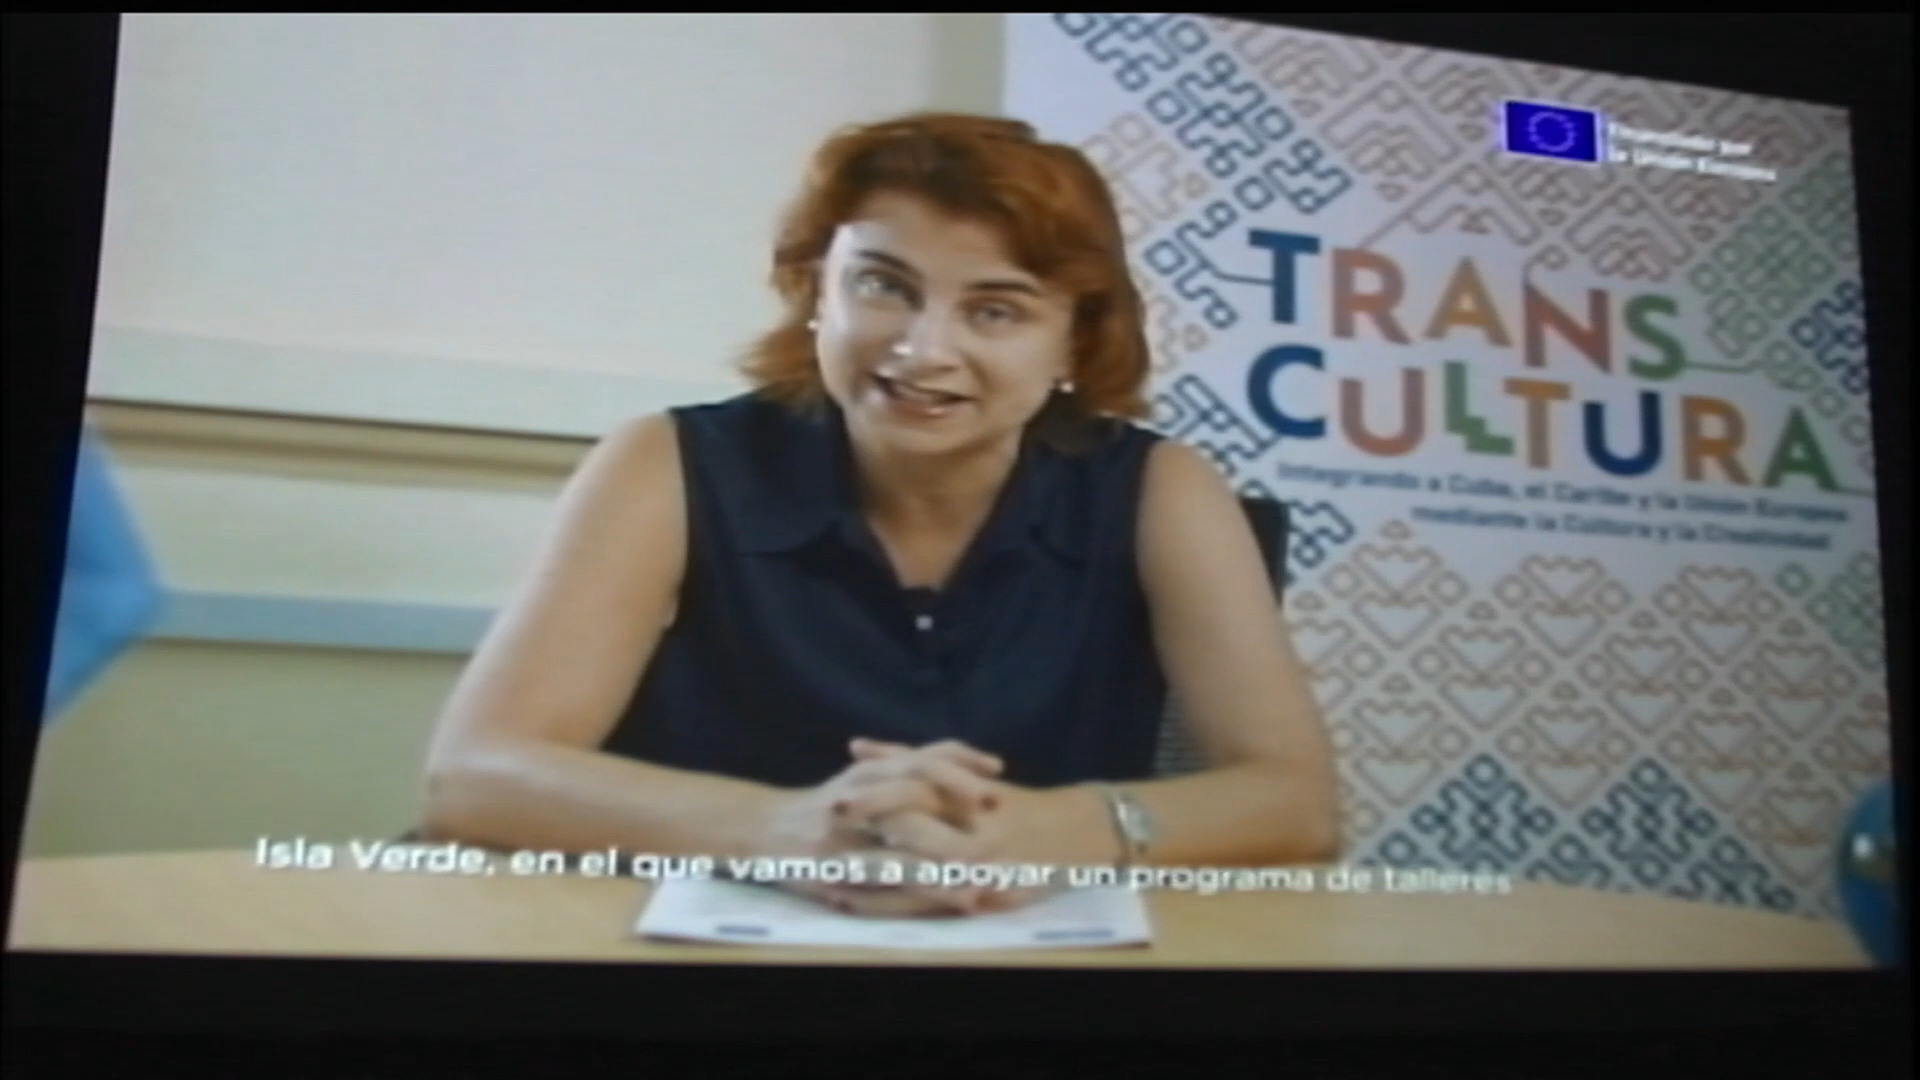 Financiado por
la Unión Europea
TRANS
CULTURA
Integrando a Cuba, el Caribe y la Unión Europea
mediante la Cultura y la Creatividad
Isla Verde, en el que vamos a apoyar un programa de talleres